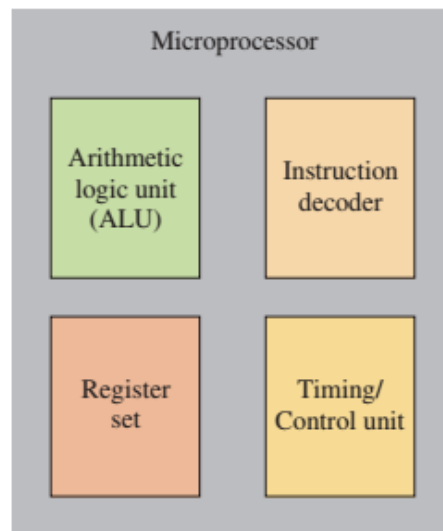 Microprocessor
Arithmetic
logic unit
(ALU)
Instruction
decoder
Register
set
Timing/
Control unit